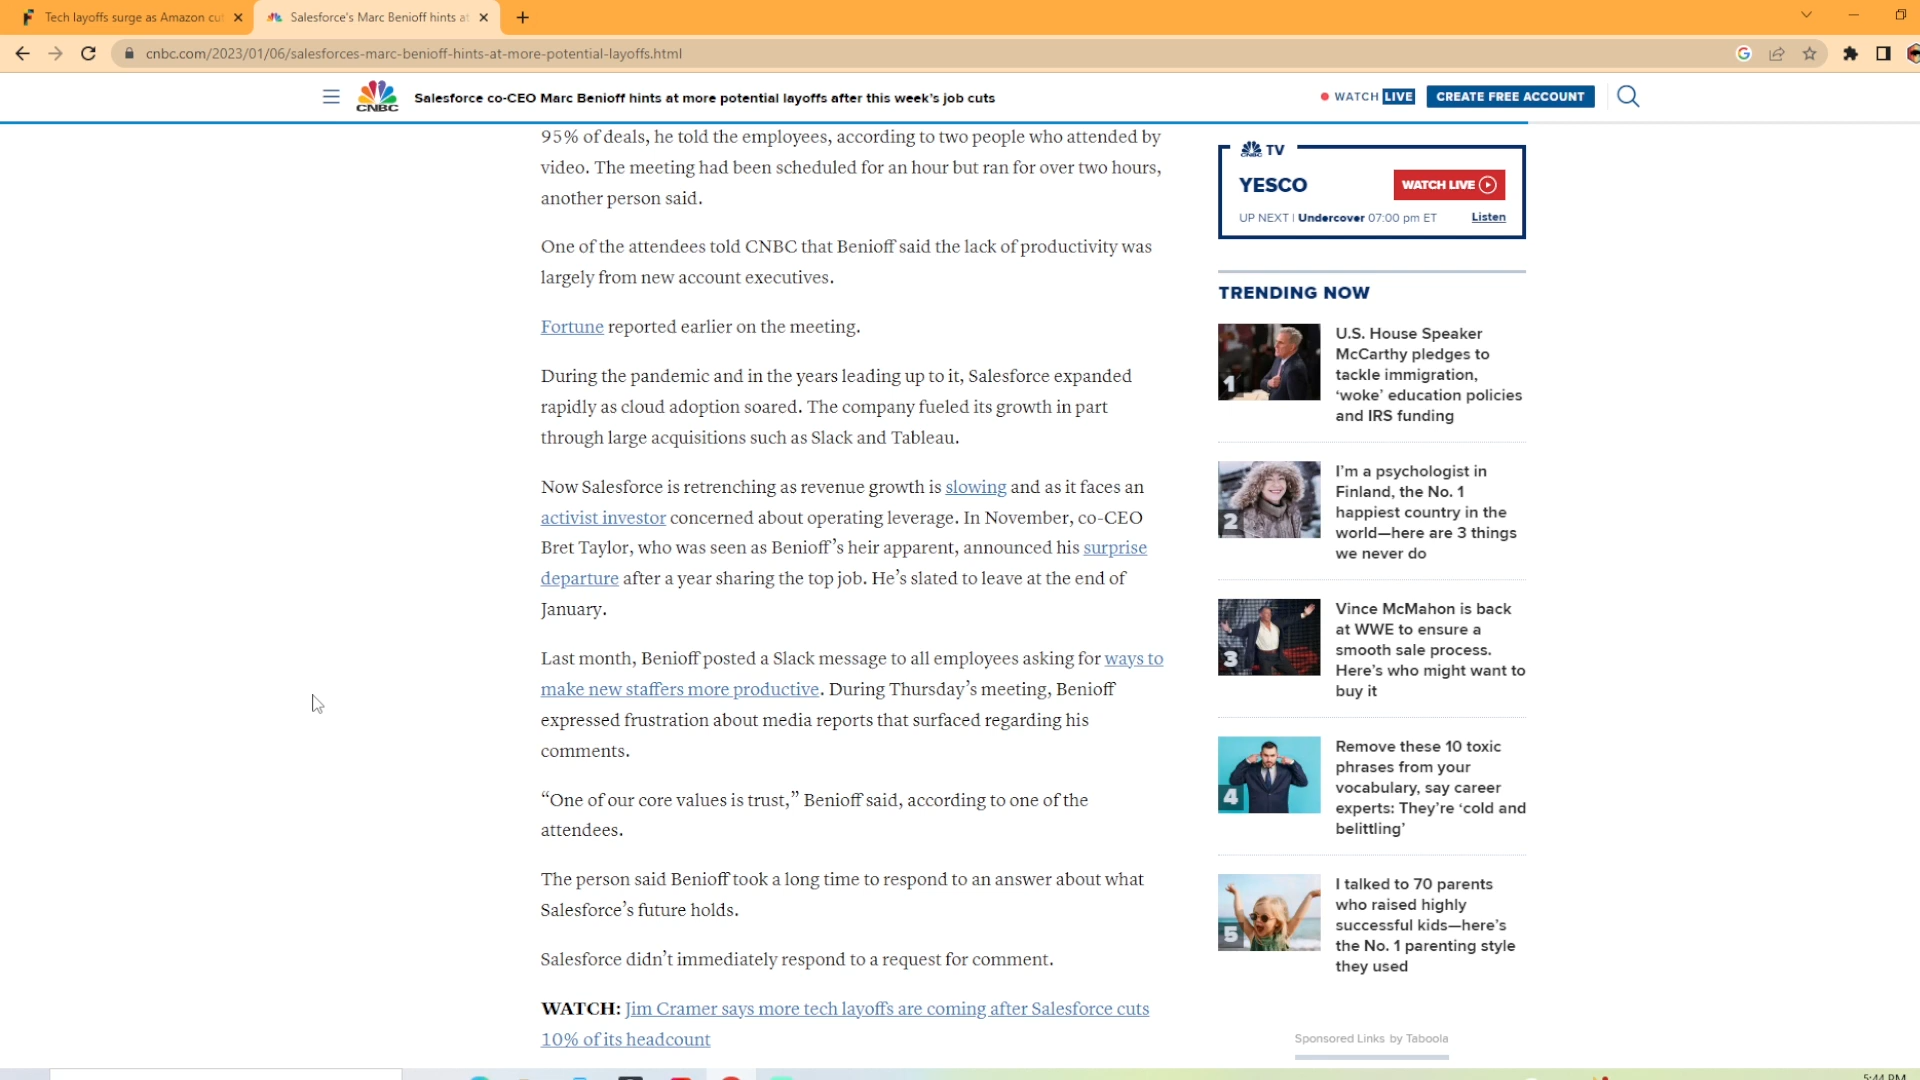 Tech layoffs surge as Amazon cu
Salesforce's Marc Benioff hints at
cnbc.com/2023/01/06/salesforces-marc-benioff-hints-at-more-potential-layoffs.html
CNBC
Salesforce co-CEO Marc Benioff hints at more potential layoffs after this week's job cuts
WATCH LIVE
CREATE FREE ACCOUNT
95% of deals, he told the employees, according to two people who attended by
video. The meeting had been scheduled for an hour but ran for over two hours,
another person said.
One of the attendees told CNBC that Benioff said the lack of productivity was
largely from new account executives.
Fortune reported earlier on the meeting.
During the pandemic and in the years leading up to it, Salesforce expanded
rapidly as cloud adoption soared. The company fueled its growth in part
through large acquisitions such as Slack and Tableau.
Now Salesforce is retrenching as revenue growth is slowing and as it faces an
activist investor concerned about operating leverage. In November, co-CEO
Bret Taylor, who was seen as Benioff’s heir apparent, announced his surprise
departure after a year sharing the top job. He’s slated to leave at the end of
January.
Last month, Benioff posted a Slack message to all employees asking for ways to
make new staffers more productive. During Thursday’s meeting, Benioff
expressed frustration about media reports that surfaced regarding his
comments.
“One of our core values is trust,” Benioff said, according to one of the
attendees.
The person said Benioff took a long time to respond to an answer about what
Salesforce’s future holds.
Salesforce didn’t immediately respond to a request for comment.
WATCH: Jim Cramer says more tech layoffs are coming after Salesforce cuts
10% of its headcount
CNBC TV
YESCO
WATCH LIVE
UP NEXT | Undercover 07:00 pm ET
Listen
TRENDING NOW
1
U.S. House Speaker
McCarthy pledges to
tackle immigration,
‘woke’ education policies
and IRS funding
2
I’m a psychologist in
Finland, the No. 1
happiest country in the
world—here are 3 things
we never do
3
Vince McMahon is back
at WWE to ensure a
smooth sale process.
Here’s who might want to
buy it
4
Remove these 10 toxic
phrases from your
vocabulary, say career
experts: They’re ‘cold and
belittling’
5
I talked to 70 parents
who raised highly
successful kids—here’s
the No. 1 parenting style
they used
Sponsored Links by Taboola
5:44 PM